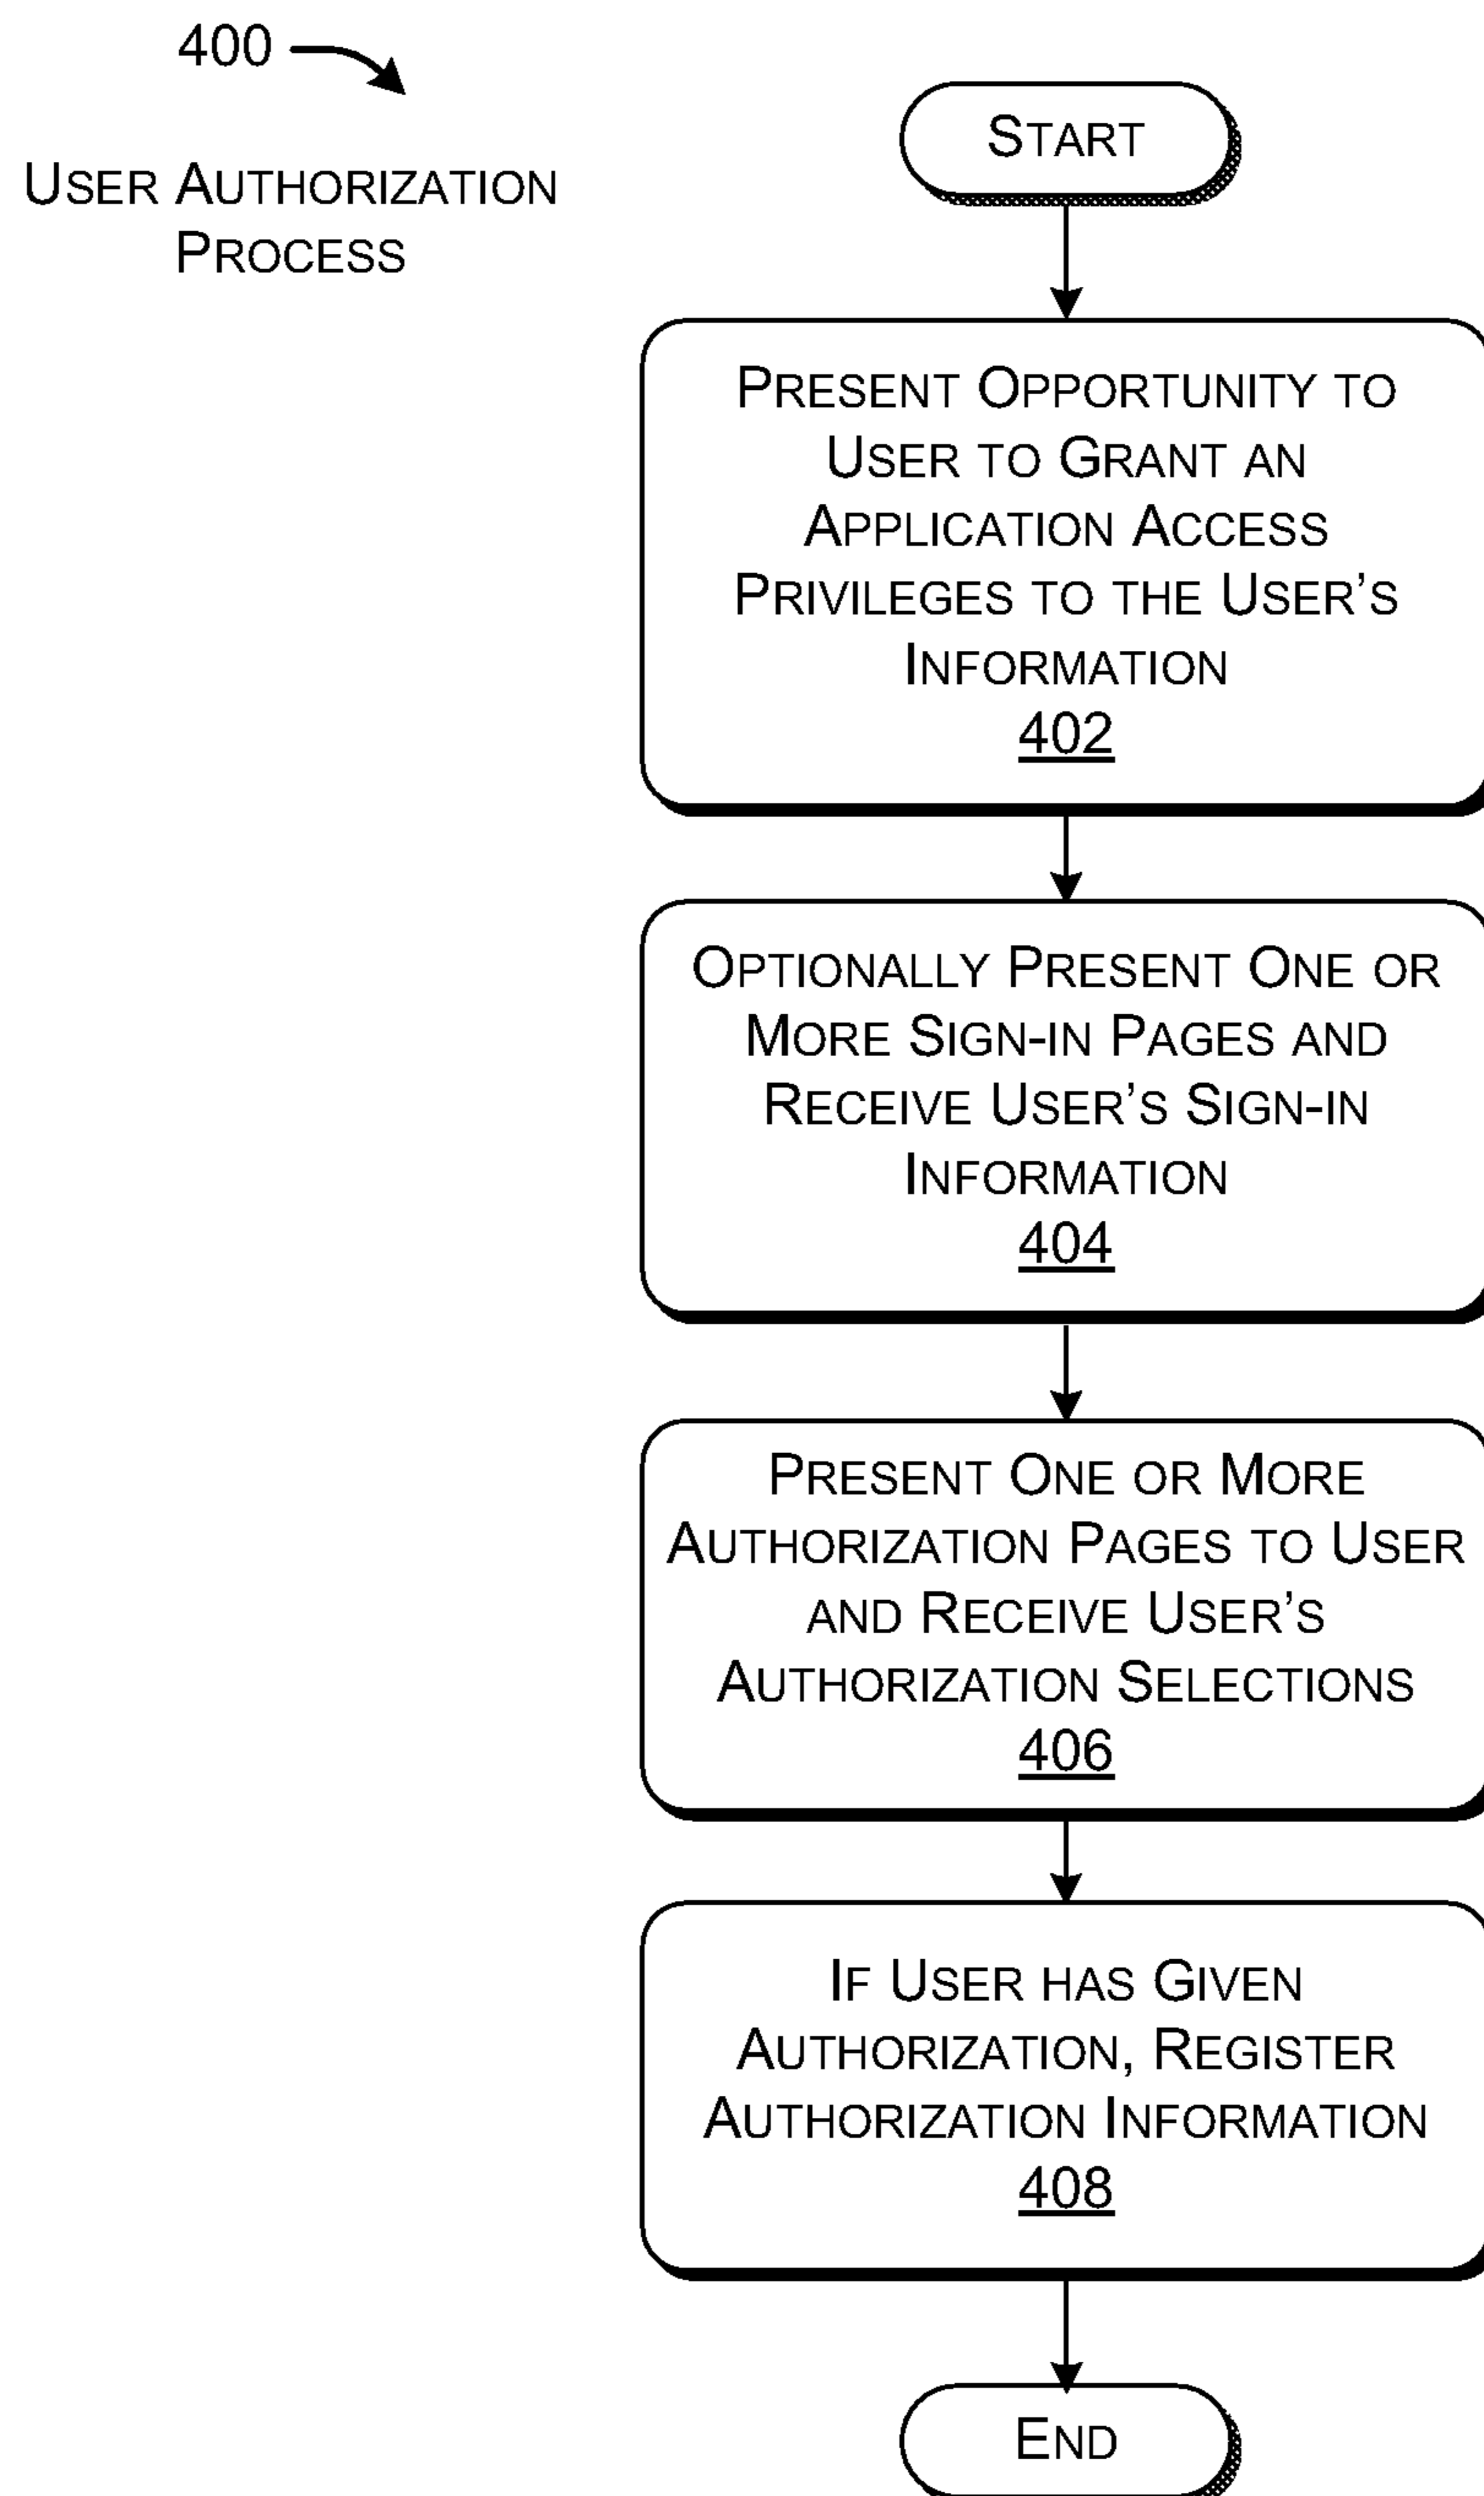 400
USER AUTHORIZATION
PROCESS
START
PRESENT OPPORTUNITY TO
USER TO GRANT AN
APPLICATION ACCESS
PRIVILEGES TO THE USER'S
INFORMATION
402
OPTIONALLY PRESENT ONE OR
MORE SIGN-IN PAGES AND
RECEIVE USER'S SIGN-IN
INFORMATION
404
PRESENT ONE OR MORE
AUTHORIZATION PAGES TO USER
AND RECEIVE USER'S
AUTHORIZATION SELECTIONS
406
IF USER HAS GIVEN
AUTHORIZATION, REGISTER
AUTHORIZATION INFORMATION
408
END